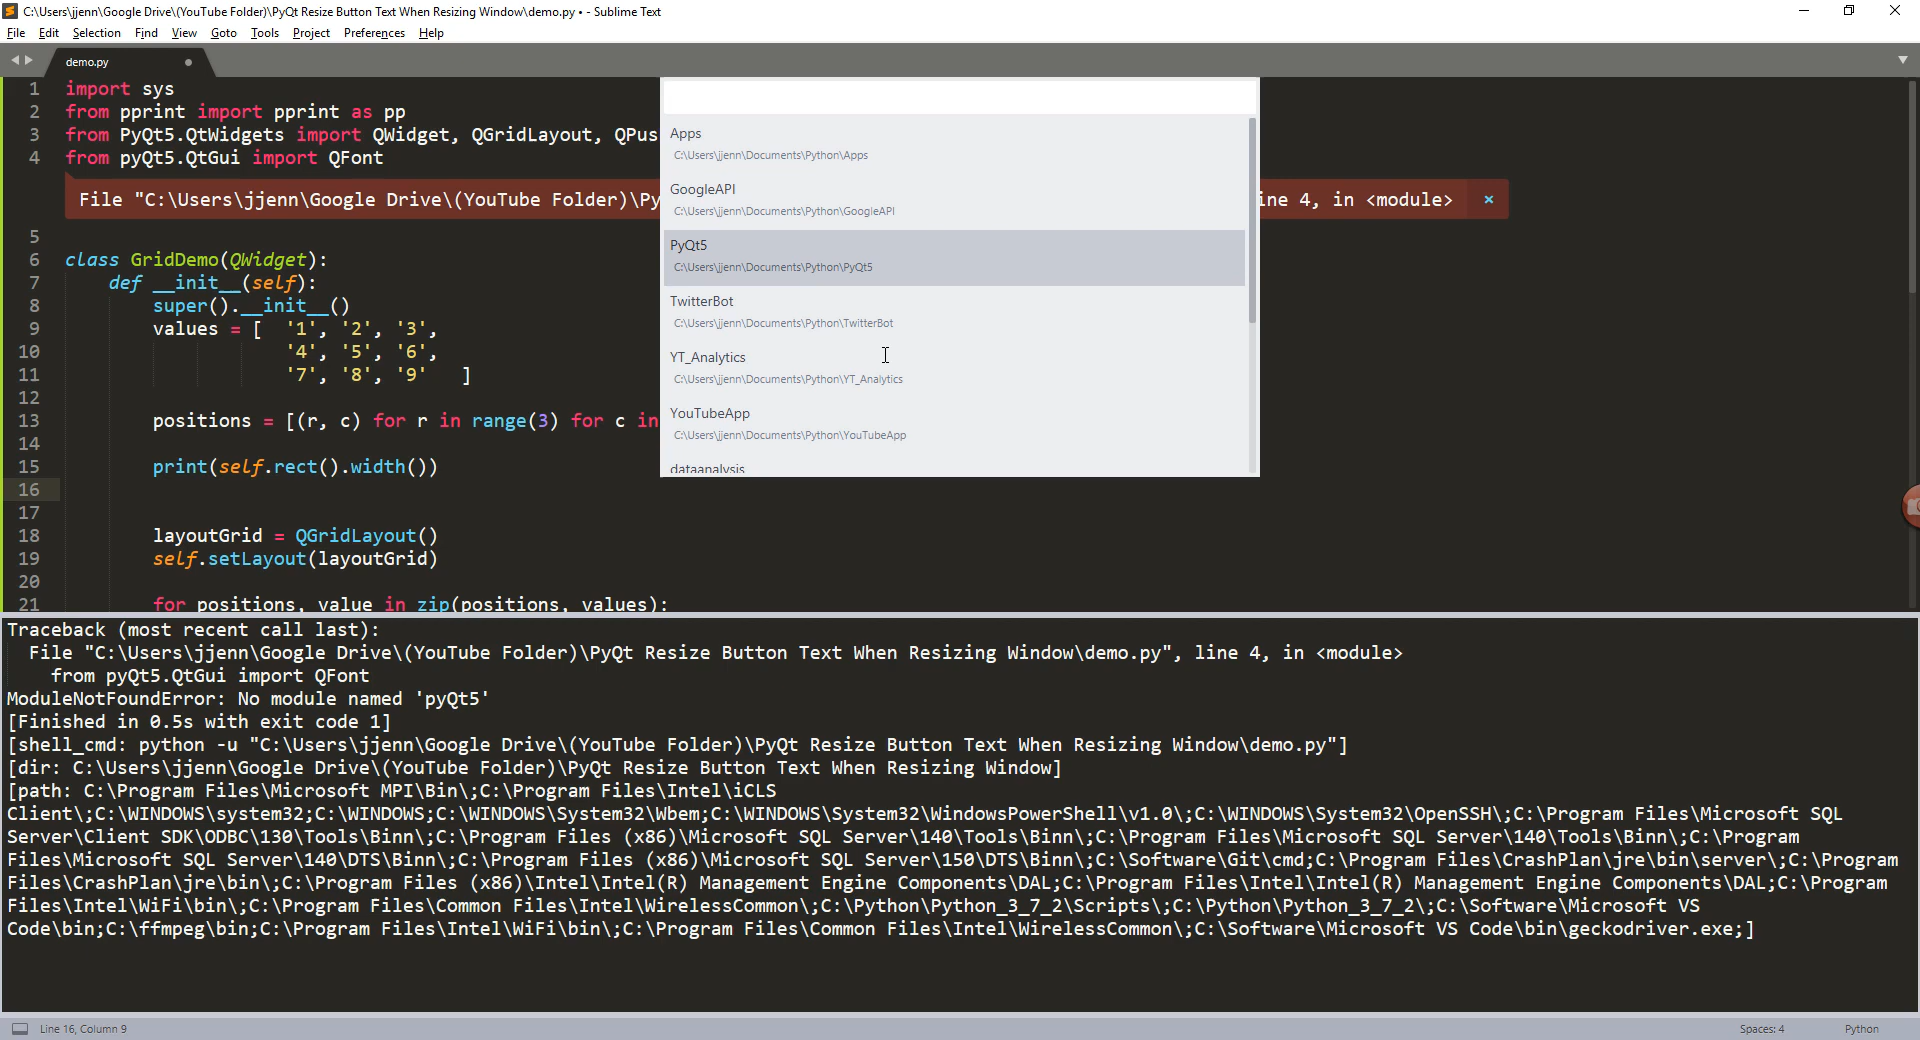 C:\Users\jjenn\Google Drive\(YouTube Folder)\PyQt Resize Button Text When Resizing Window\demo.py • - Sublime Text
File Edit Selection Find View Goto Tools Project Preferences Help
demo.py
1 import sys
2 from pprint import pprint as pp
3 from PyQt5.QtWidgets import QWidget, QGridLayout, QPus
4 from pyQt5.QtGui import QFont
File "C:\Users\jjenn\Google Drive\(YouTube Folder)\Py ine 4, in <module> ×
5
6 class GridDemo(QWidget):
7 def __init__(self):
8 super().__init__()
9 values = [ '1', '2', '3',
10 '4', '5', '6',
11 '7', '8', '9' ]
12
13 positions = [(r, c) for r in range(3) for c in
14
15 print(self.rect().width())
16
17
18 layoutGrid = QGridLayout()
19 self.setLayout(layoutGrid)
20
21 for positions, value in zip(positions, values):
Apps
C:\Users\jjenn\Documents\Python\Apps
GoogleAPI
C:\Users\jjenn\Documents\Python\GoogleAPI
PyQt5
C:\Users\jjenn\Documents\Python\PyQt5
TwitterBot
C:\Users\jjenn\Documents\Python\TwitterBot
YT_Analytics
C:\Users\jjenn\Documents\Python\YT_Analytics
YouTubeApp
C:\Users\jjenn\Documents\Python\YouTubeApp
dataanalysis
Traceback (most recent call last):
File "C:\Users\jjenn\Google Drive\(YouTube Folder)\PyQt Resize Button Text When Resizing Window\demo.py", line 4, in <module>
from pyQt5.QtGui import QFont
ModuleNotFoundError: No module named 'pyQt5'
[Finished in 0.5s with exit code 1]
[shell_cmd: python -u "C:\Users\jjenn\Google Drive\(YouTube Folder)\PyQt Resize Button Text When Resizing Window\demo.py"]
[dir: C:\Users\jjenn\Google Drive\(YouTube Folder)\PyQt Resize Button Text When Resizing Window]
[path: C:\Program Files\Microsoft MPI\Bin\;C:\Program Files\Intel\iCLS
Client\;C:\WINDOWS\system32;C:\WINDOWS;C:\WINDOWS\System32\Wbem;C:\WINDOWS\System32\WindowsPowerShell\v1.0\;C:\WINDOWS\System32\OpenSSH\;C:\Program Files\Microsoft SQL
Server\Client SDK\ODBC\130\Tools\Binn\;C:\Program Files (x86)\Microsoft SQL Server\140\Tools\Binn\;C:\Program Files\Microsoft SQL Server\140\Tools\Binn\;C:\Program
Files\Microsoft SQL Server\140\DTS\Binn\;C:\Program Files (x86)\Microsoft SQL Server\150\DTS\Binn\;C:\Software\Git\cmd;C:\Program Files\CrashPlan\jre\bin\server\;C:\Program
Files\CrashPlan\jre\bin\;C:\Program Files (x86)\Intel\Intel(R) Management Engine Components\DAL;C:\Program Files\Intel\Intel(R) Management Engine Components\DAL;C:\Program
Files\Intel\WiFi\bin\;C:\Program Files\Common Files\Intel\WirelessCommon\;C:\Python\Python_3_7_2\Scripts\;C:\Python\Python_3_7_2\;C:\Software\Microsoft VS
Code\bin;C:\ffmpeg\bin;C:\Program Files\Intel\WiFi\bin\;C:\Program Files\Common Files\Intel\WirelessCommon\;C:\Software\Microsoft VS Code\bin\geckodriver.exe;]
Line 16, Column 9 Spaces: 4 Python